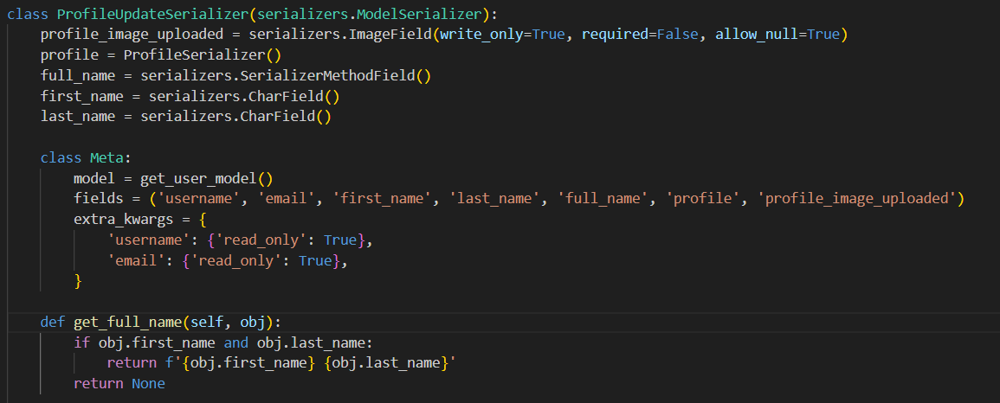 class ProfileUpdateSerializer(serializers.ModelSerializer):
    profile_image_uploaded = serializers.ImageField(write_only=True, required=False, allow_null=True)
    profile = ProfileSerializer()
    full_name = serializers.SerializerMethodField()
    first_name = serializers.CharField()
    last_name = serializers.CharField()

    class Meta:
        model = get_user_model()
        fields = ('username', 'email', 'first_name', 'last_name', 'full_name', 'profile', 'profile_image_uploaded')
        extra_kwargs = {
            'username': {'read_only': True},
            'email': {'read_only': True},
        }

    def get_full_name(self, obj):
        if obj.first_name and obj.last_name:
            return f'{obj.first_name} {obj.last_name}'
        return None